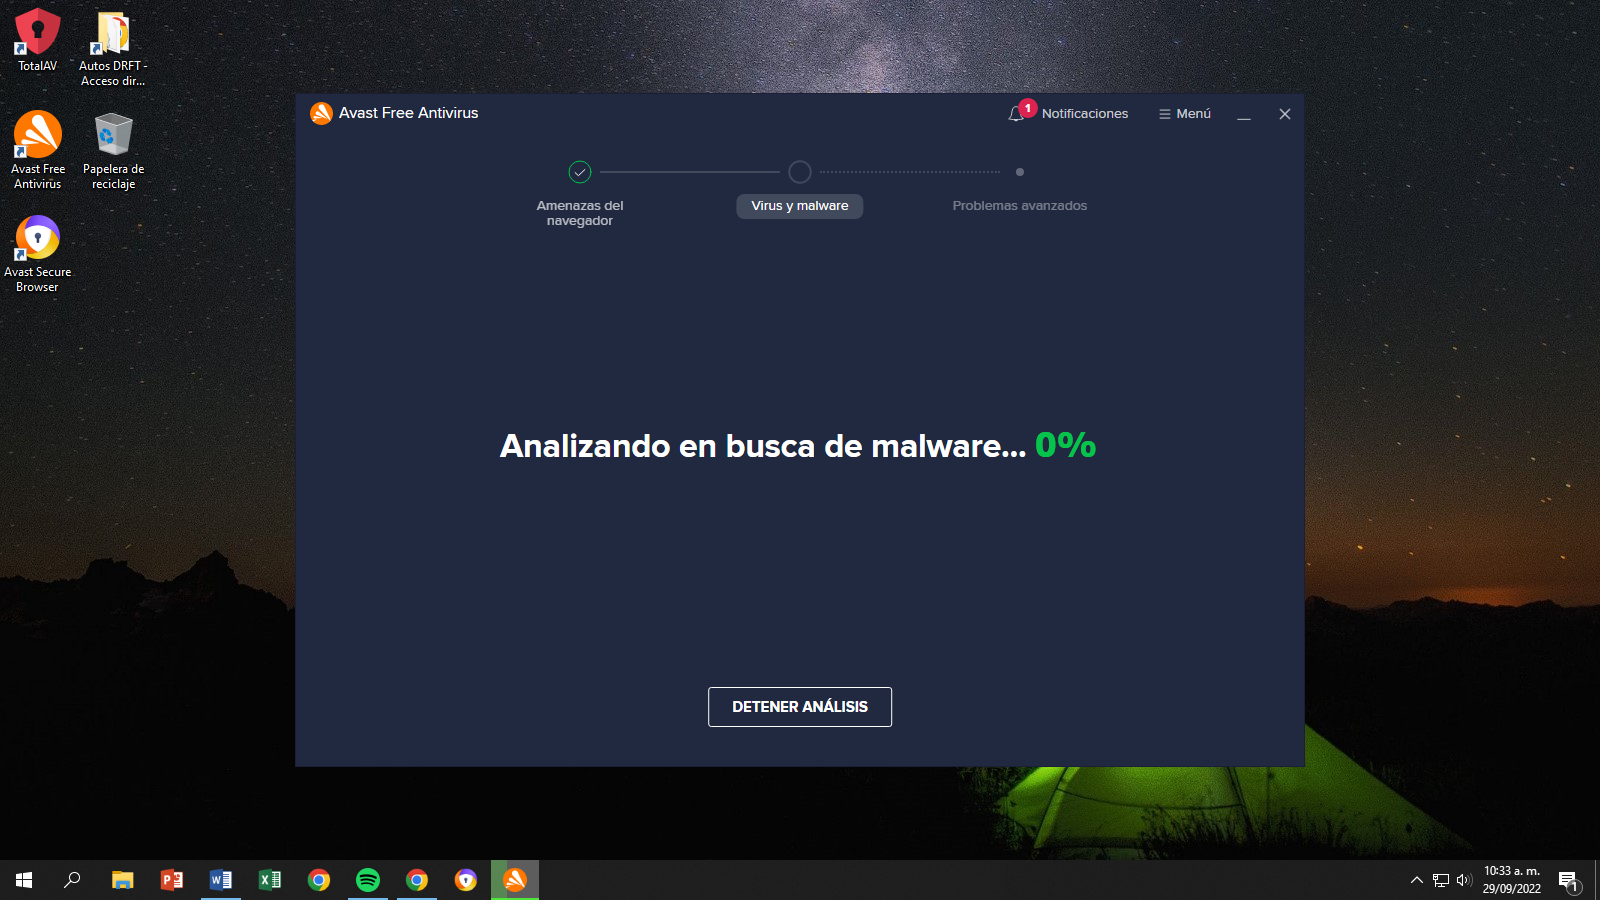 TotalAV
Autos DRFT -
Acceso dir...
Avast Free
Antivirus
Papelera de
reciclaje
Avast Secure
Browser
Avast Free Antivirus
1
Notificaciones
Menú
Amenazas del
navegador
Virus y malware
Problemas avanzados
Analizando en busca de malware... 0%
DETENER ANÁLISIS
10:33 a. m.
29/09/2022
1